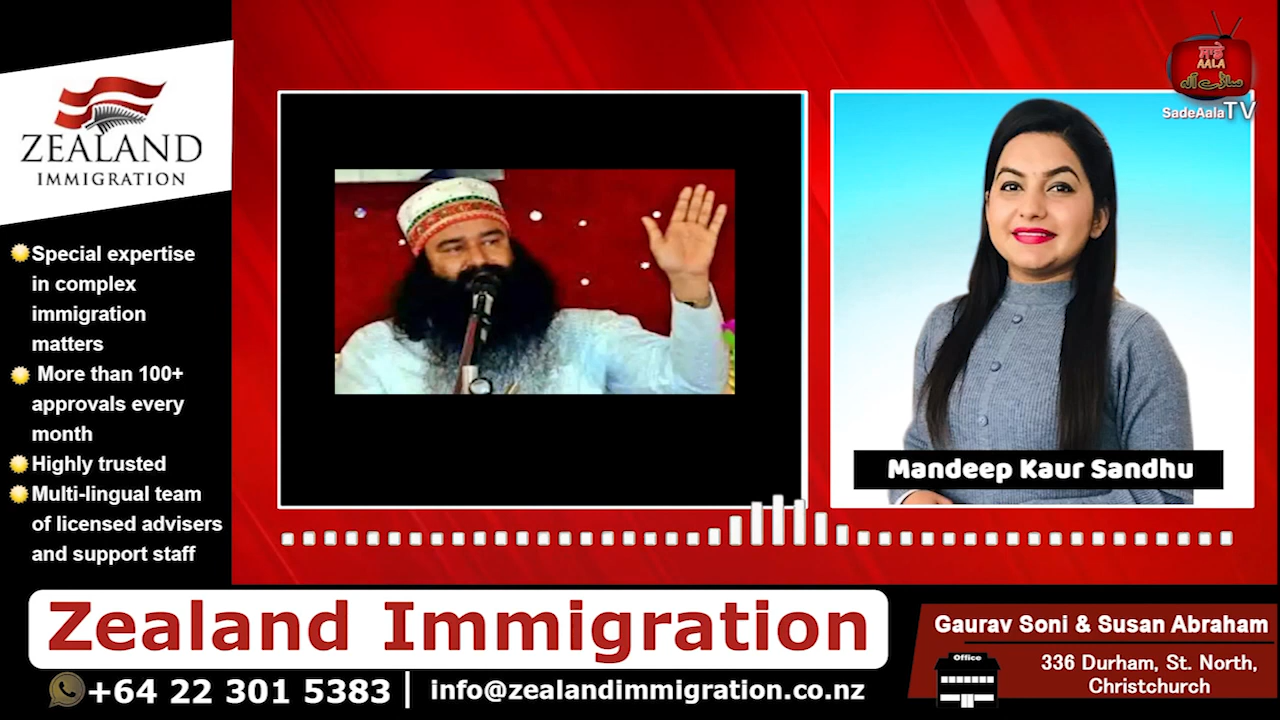 ZEALAND
IMMIGRATION
Special expertise
in complex
immigration
matters
More than 100+
approvals every
month
Highly trusted
Multi-lingual team
of licensed advisers
and support staff
ਸਾਡੇ
AALA
ساڈے آلہ
SadeAalaTV
Mandeep Kaur Sandhu
Zealand Immigration
+64 22 301 5383 | info@zealandimmigration.co.nz
Gaurav Soni & Susan Abraham
Office
336 Durham, St. North,
Christchurch